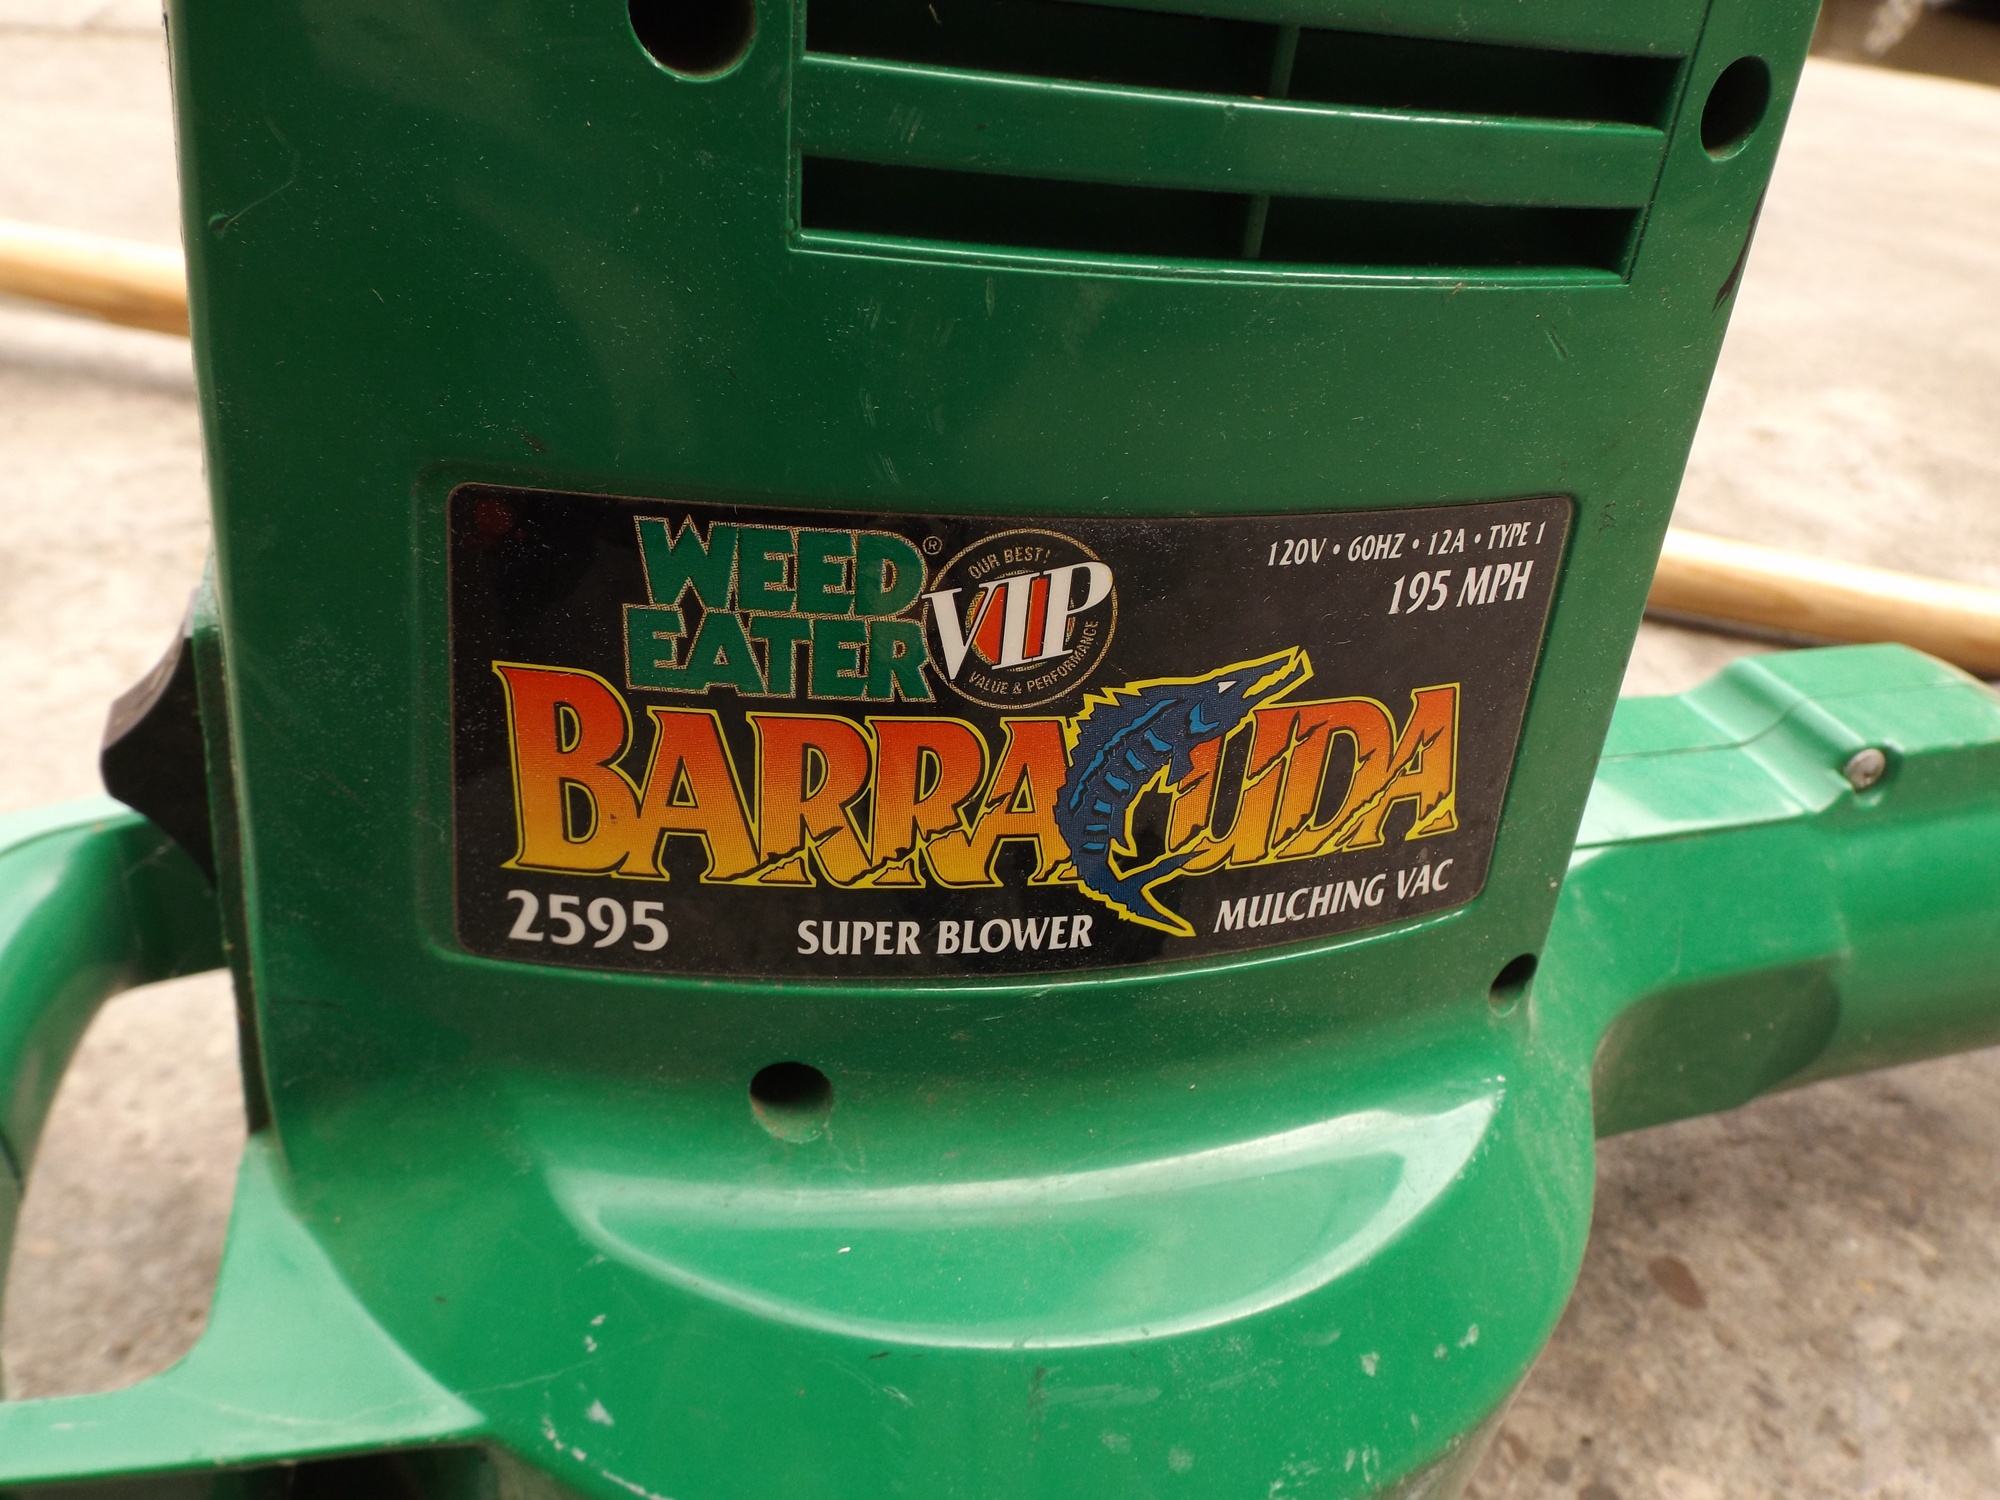 WEED
EATER®
OUR BEST!
VIP
VALUE & PERFORMANCE
120V • 60HZ • 12A • TYPE 1
195 MPH
BARRACUDA
2595
SUPER BLOWER
MULCHING VAC